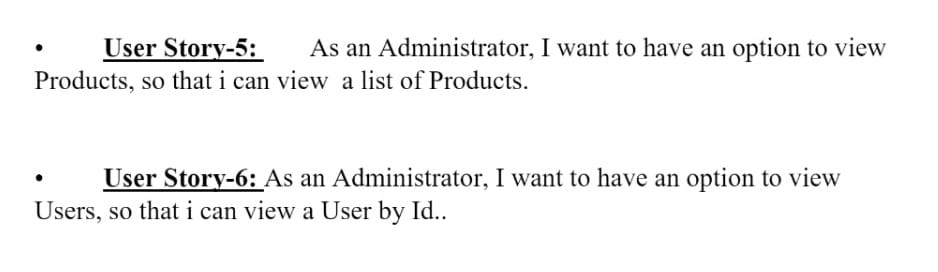 • User Story-5: As an Administrator, I want to have an option to view
Products, so that i can view a list of Products.
• User Story-6: As an Administrator, I want to have an option to view
Users, so that i can view a User by Id..